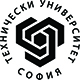 ТЕХНИЧЕСКИ УНИВЕРСИТЕТ
СОФИЯ